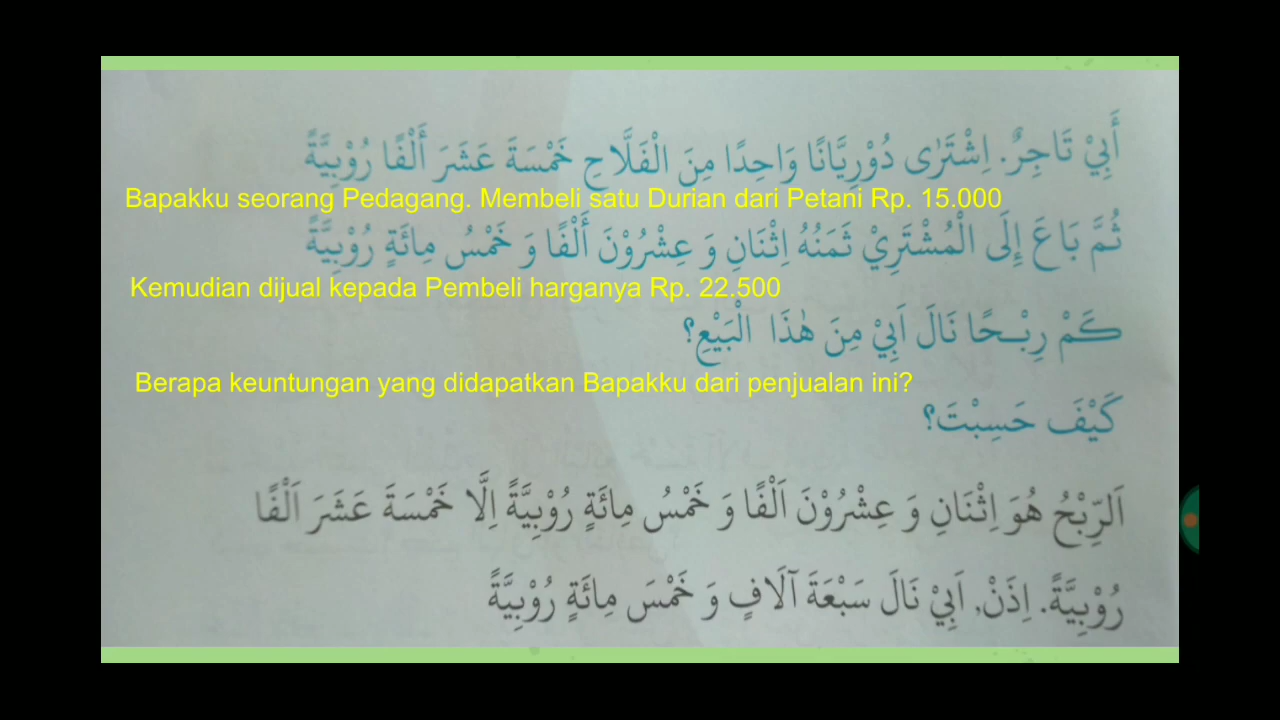 أَبِيْ تَاجِرٌ. اِشْتَرٰى دُوْرِيَّانًا وَاحِدًا مِنَ الْفَلَّاحِ خَمْسَةَ عَشَرَ أَلْفًا رُوْبِيَّةً
Bapakku seorang Pedagang. Membeli satu Durian dari Petani Rp. 15.000
ثُمَّ بَاعَ إِلَى الْمُشْتَرِيْ ثَمَنُهُ اِثْنَانِ وَ عِشْرُوْنَ أَلْفًا وَ خَمْسُ مِائَةٍ رُوْبِيَّةً
Kemudian dijual kepada Pembeli harganya Rp. 22.500
كَمْ رِبْحًا نَالَ اَبِيْ مِنَ هٰذَا الْبَيْعِ؟
Berapa keuntungan yang didapatkan Bapakku dari penjualan ini?
كَيْفَ حَسِبْتَ؟
اَلرِّبْحُ هُوَ اِثْنَانِ وَ عِشْرُوْنَ اَلْفًا وَ خَمْسُ مِائَةٍ رُوْبِيَّةً اِلَّا خَمْسَةَ عَشَرَ اَلْفًا
رُوْبِيَّةً. اِذَنْ, اَبِيْ نَالَ سَبْعَةَ آلَافٍ وَ خَمْسَ مِائَةٍ رُوْبِيَّةً